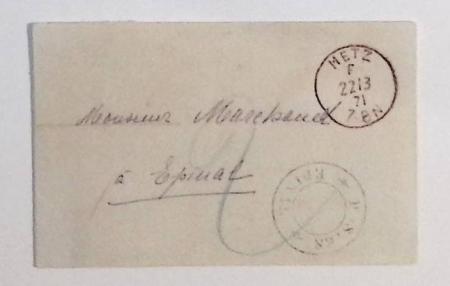 METZ
F
22 13
71
7-8 N
Monsieur Marchand
à Epinal